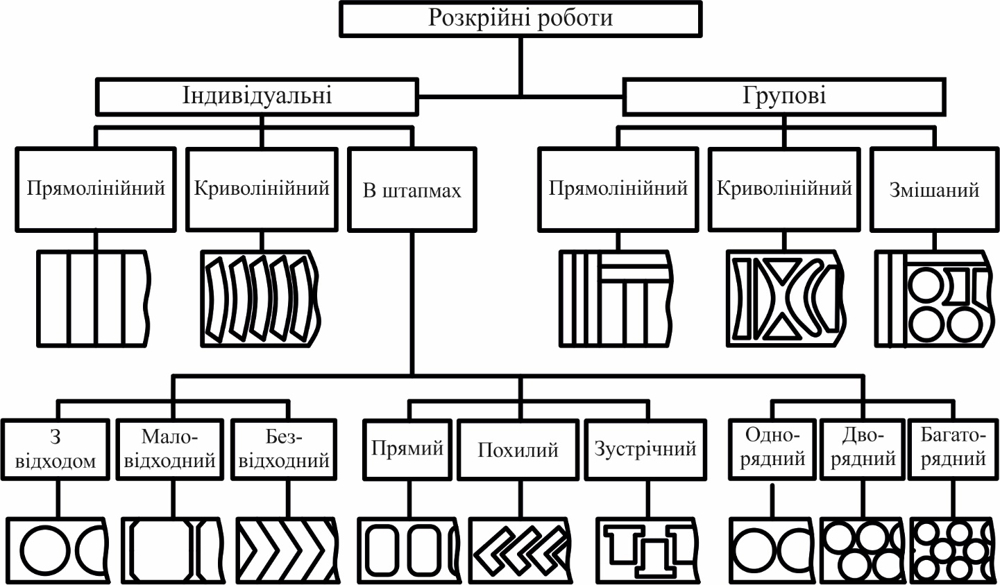 Розкрійні роботи
Індивідуальні
Групові
Прямолінійний
Криволінійний
В штапмах
Прямолінійний
Криволінійний
Змішаний
З
відходом
Мало-
відходний
Без-
відходний
Прямий
Похилий
Зустрічний
Одно-
рядний
Дво-
рядний
Багато-
рядний